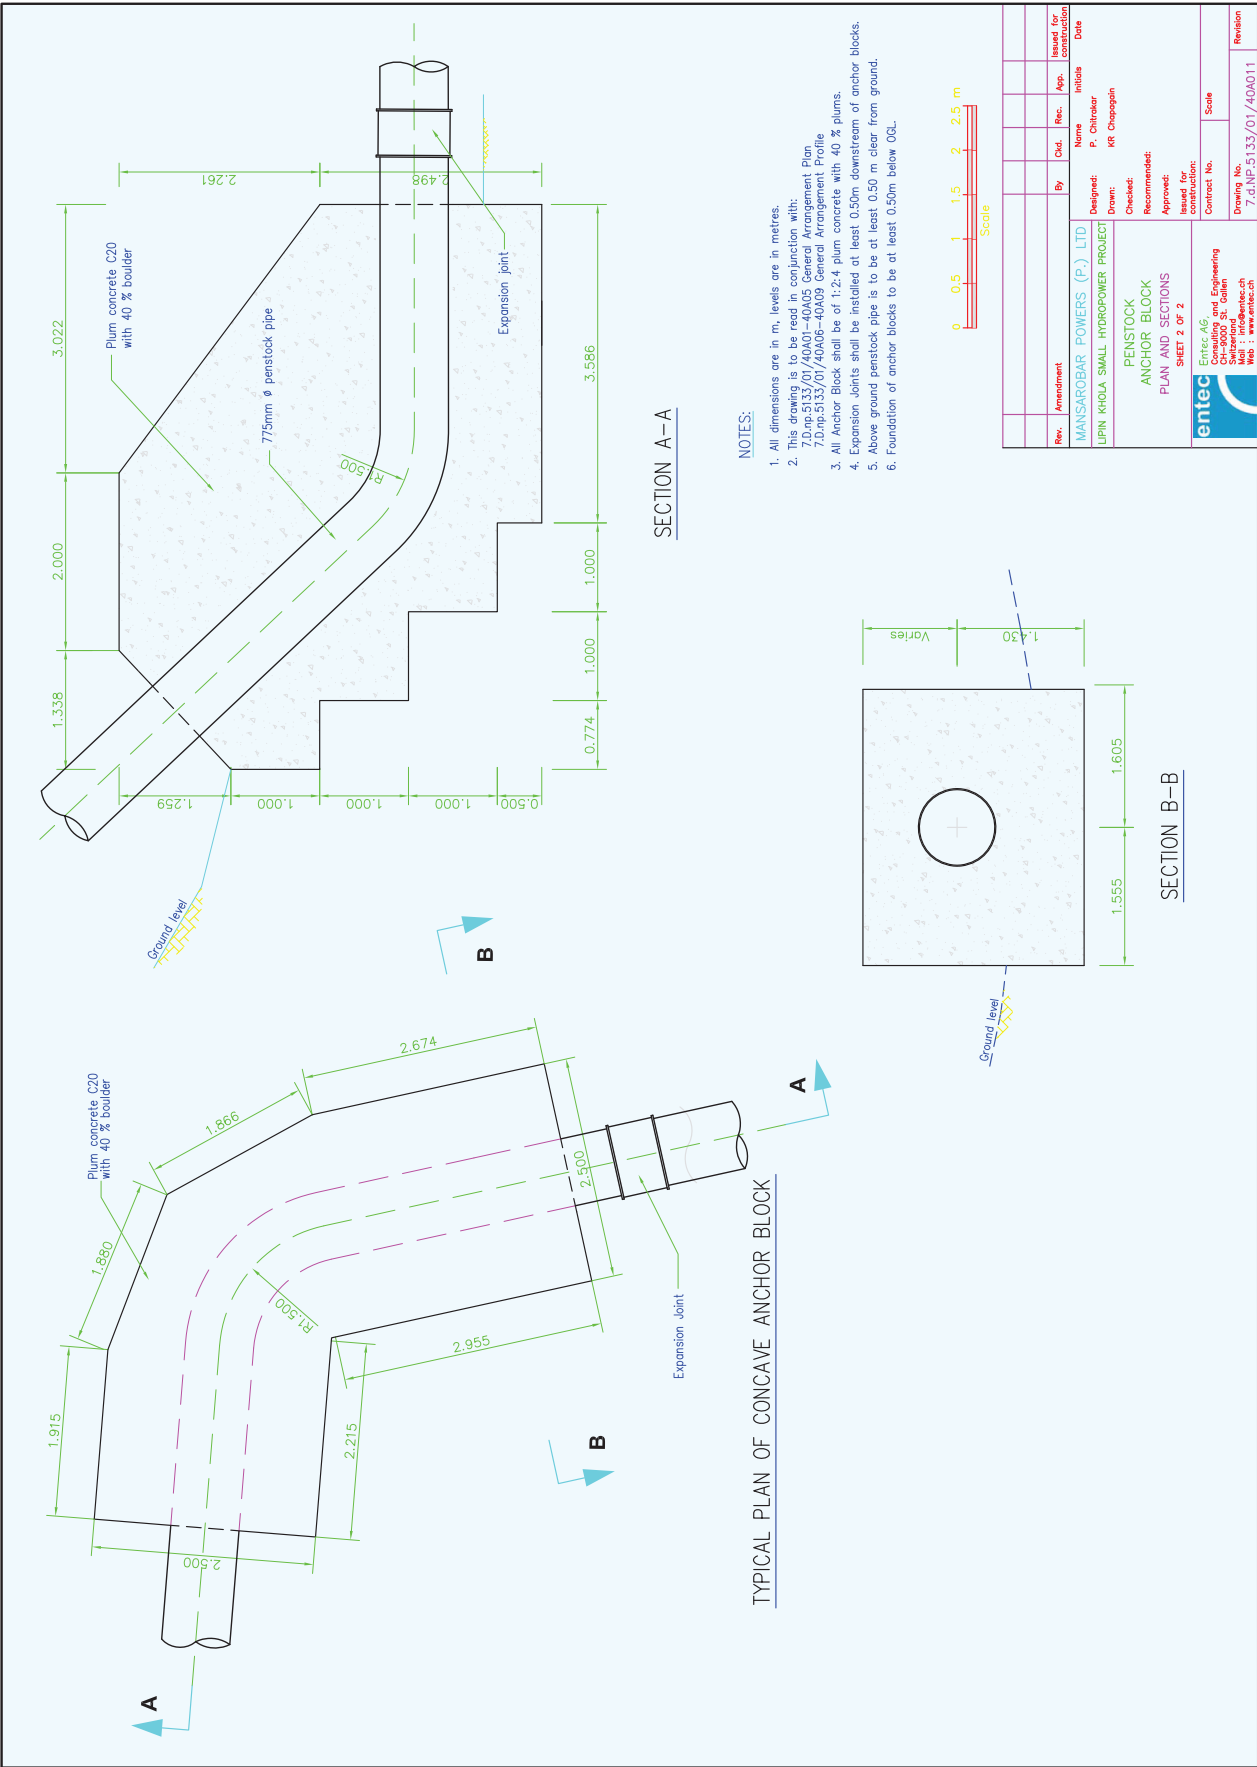 Plum concrete C20
with 40 % boulder
1.915
1.880
1.866
2.674
2.500
R1.500
2.500
2.215
2.955
Expansion Joint
A
A
B
B
TYPICAL PLAN OF CONCAVE ANCHOR BLOCK
Ground level
1.338
2.000
3.022
Plum concrete C20
with 40 % boulder
775mm ø penstock pipe
R1.500
Expansion joint
1.259
1.000
1.000
1.000
0.500
2.261
2.498
0.774
1.000
1.000
3.586
SECTION A-A
Ground level
Varies
1.430
1.555
1.605
SECTION B-B
NOTES:
1. All dimensions are in m, levels are in metres.
2. This drawing is to be read in conjunction with:
7.D.np.5133/01/40A01-40A05 General Arrangement Plan
7.D.np.5133/01/40A06-40A09 General Arrangement Profile
3. All Anchor Block shall be of 1:2:4 plum concrete with 40 % plums.
4. Expansion Joints shall be installed at least 0.50m downstream of anchor blocks.
5. Above ground penstock pipe is to be at least 0.50 m clear from ground.
6. Foundation of anchor blocks to be at least 0.50m below OGL.
0 0.5 1 1.5 2 2.5 m
Scale
Rev. Amendment By Ckd. Rec. App. Issued for construction
MANSAROBAR POWERS (P.) LTD
LIPIN KHOLA SMALL HYDROPOWER PROJECT
PENSTOCK
ANCHOR BLOCK
PLAN AND SECTIONS
SHEET 2 OF 2
Name Initials Date
Designed: P. Chitrakar
Drawn: KR Chapagain
Checked:
Recommended:
Approved:
Issued for
construction:
entec
Entec AG.
Consulting and Engineering
CH-9000 St. Gallen
Switzerland
Mail : info@entec.ch
Web : www.entec.ch
Contract No. Scale
Drawing No. Revision
7.d.NP.5133/01/40A011